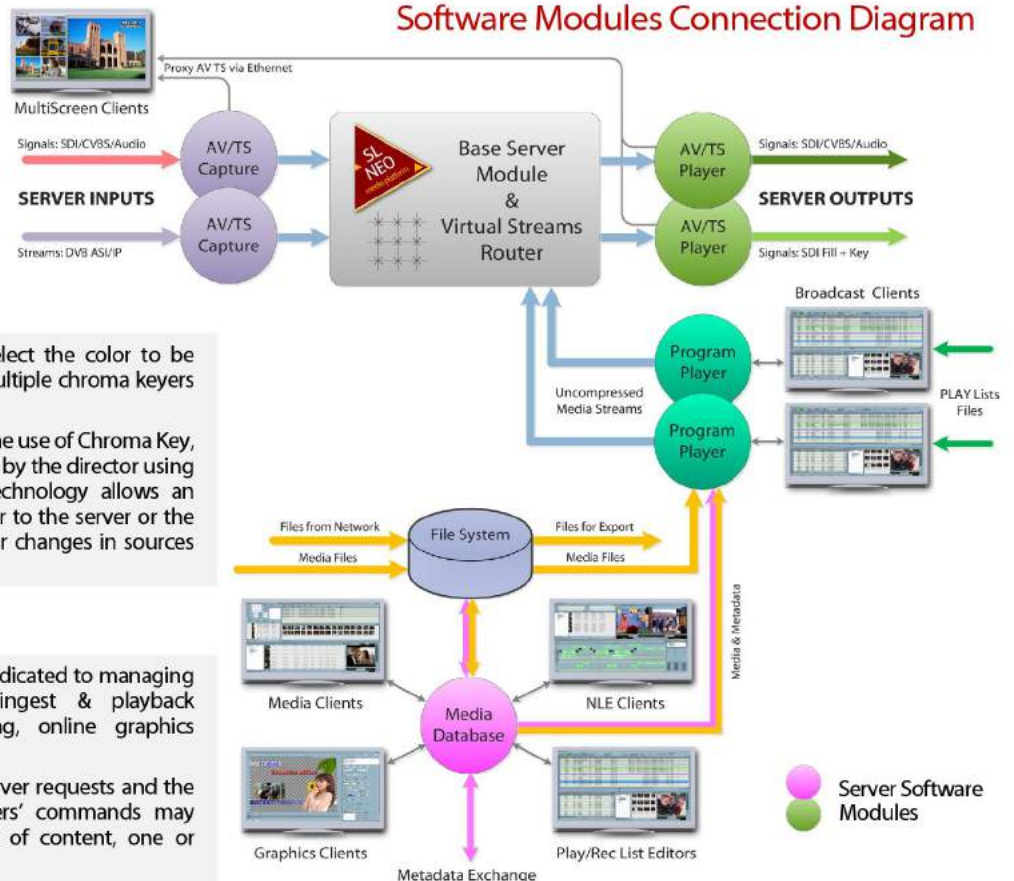 Software Modules Connection Diagram
Proxy AV TS via Ethernet
MultiScreen Clients
Signals: SDI/CVBS/Audio
AV/TS
Capture
SERVER INPUTS
AV/TS
Capture
Streams: DVB ASI/IP
SL
NEO
media platform
Base Server
Module
&
Virtual Streams
Router
AV/TS
Player
Signals: SDI/CVBS/Audio
SERVER OUTPUTS
AV/TS
Player
Signals: SDI Fill + Key
Broadcast Clients
Program
Player
Uncompressed
Media Streams
PLAY Lists
Files
Program
Player
elect the color to be
ultiple chroma keyers
he use of Chroma Key,
by the director using
echnology allows an
r to the server or the
r changes in sources
Files from Network
File System
Files for Export
Media Files
Media Files
Media & Metadata
dicated to managing
ingest & playback
ng, online graphics
ver requests and the
ers' commands may
of content, one or
Media Clients
NLE Clients
Media
Database
Graphics Clients
Play/Rec List Editors
Metadata Exchange
Server Software
Modules